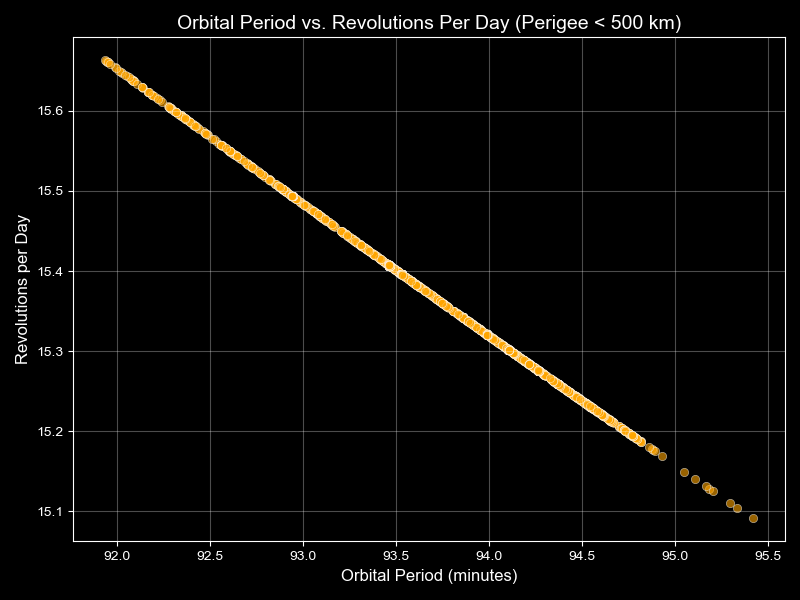 Orbital Period vs. Revolutions Per Day (Perigee < 500 km)
Revolutions per Day
15.6
15.5
15.4
15.3
15.2
15.1
92.0 92.5 93.0 93.5 94.0 94.5 95.0 95.5
Orbital Period (minutes)